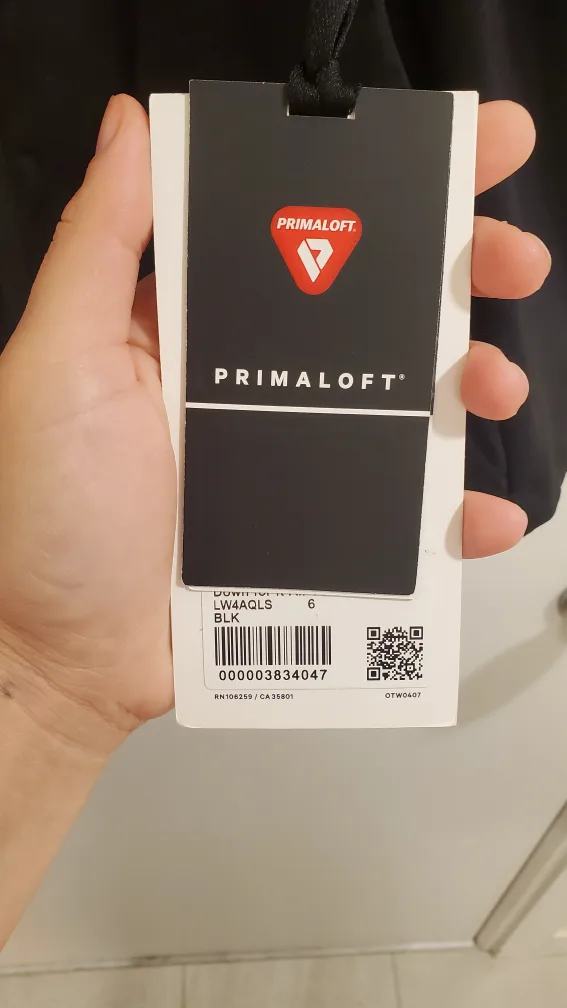 PRIMALOFT®
PRIMALOFT®
LW4AQLS 6
BLK
000003834047
RN106259 / CA35801
OTW0407